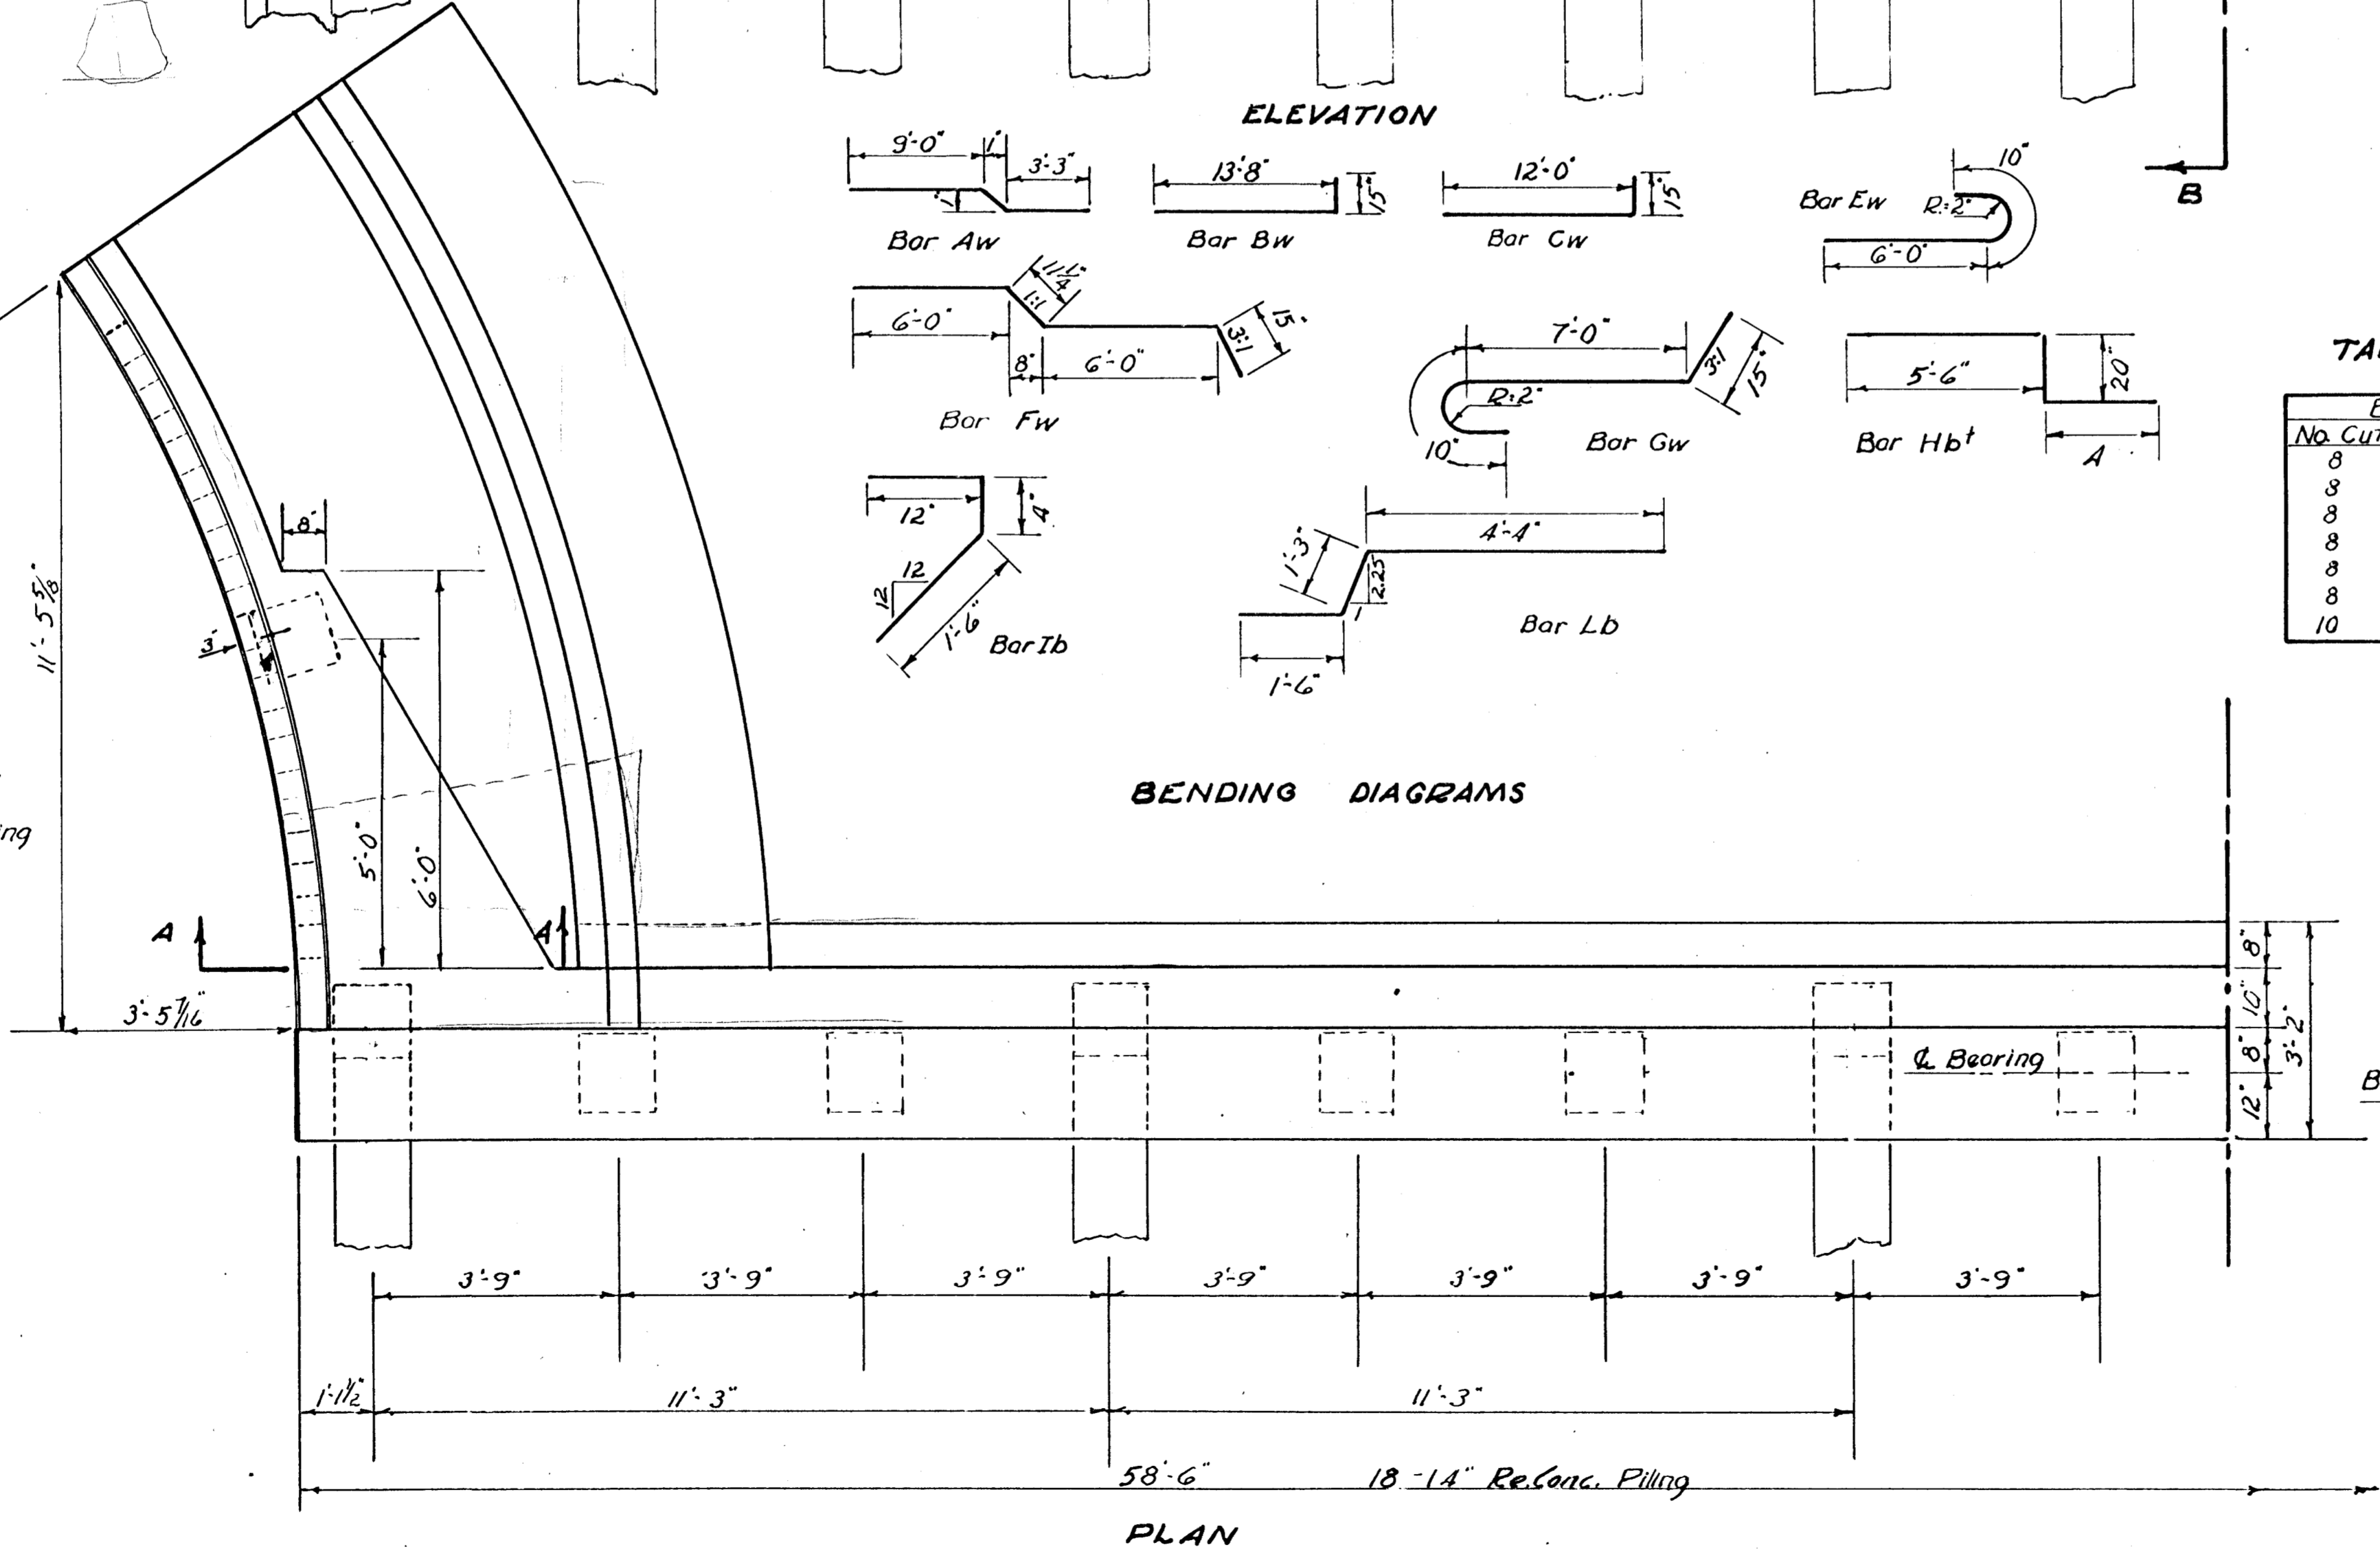 ELEVATION
9'-0" 1" 3'-3" 1"
Bar Aw
13'-8" 15"
Bar Bw
12'-0" 15"
Bar Cw
10" R=2" 6'-0"
Bar Ew
B
11 1/4" 1:1 6'-0" 8" 6'-0" 3:1 15"
Bar Fw
7'-0" R=2" 10" 3:1 15"
Bar Gw
5'-6" 20" A
Bar Hb†
No. Cut
8
8
8
8
8
8
10
12" 4" 12 12 1'-6"
Bar Ib
4'-4" 1'-3" 2.25 1 1'-6"
Bar Lb
BENDING DIAGRAMS
8"
3"
11'-5 5/8"
5'-0"
6'-0"
A A
3'-5 7/16"
8"
10"
8"
12"
3'-2"
℄ Bearing
3'-9" 3'-9" 3'-9" 3'-9" 3'-9" 3'-9" 3'-9"
1'-1 1/2" 11'-3" 11'-3"
58'-6" 18-14" Re.Conc. Piling
PLAN